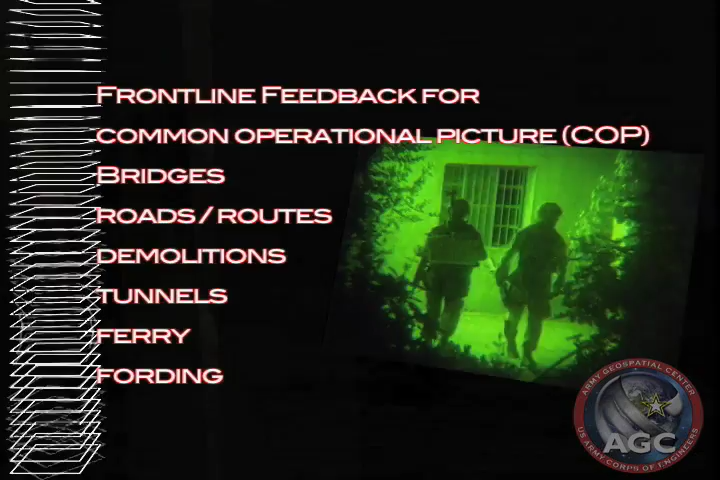 Frontline Feedback for
common operational picture (COP)
Bridges
roads / routes
demolitions
tunnels
ferry
fording
ARMY GEOSPATIAL CENTER
AGC
US ARMY CORPS OF ENGINEERS